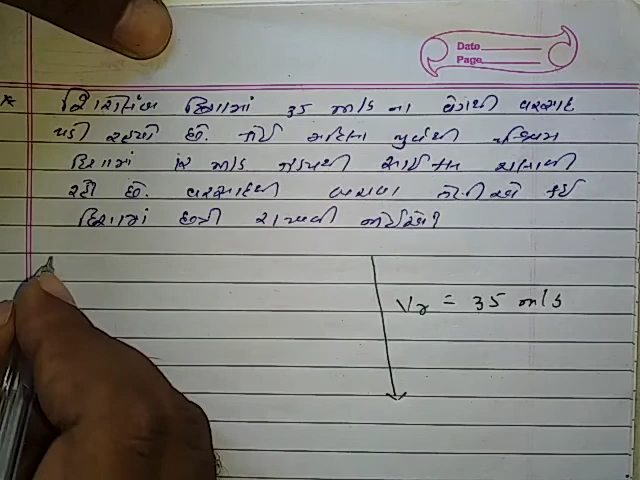 Date
Page
* શિરોલંબ દિશામાં 35 m/s ના વેગથી વરસાદ
પડી રહ્યો છે. કોઈ મહિલા પૂર્વથી પશ્ચિમ
દિશામાં 12 m/s ઝડપથી સાઈકલ ચલાવી
રહી છે. વરસાદથી બચવા તેણીએ કઈ
દિશામાં છત્રી રાખવી જોઈએ?
Vr = 35 m/s